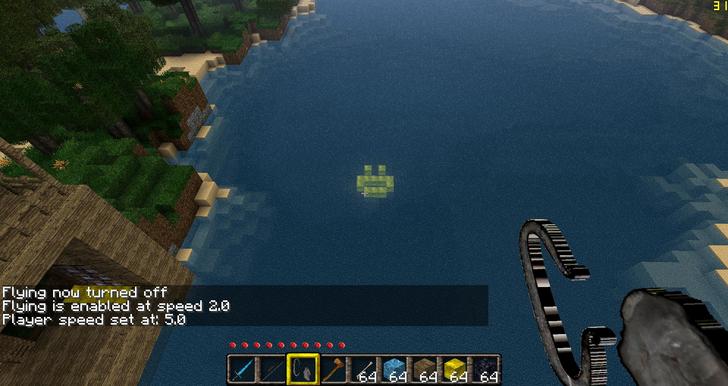 31
Flying now turned off
Flying is enabled at speed 2.0
Player speed set at: 5.0
64 64 64 64 64